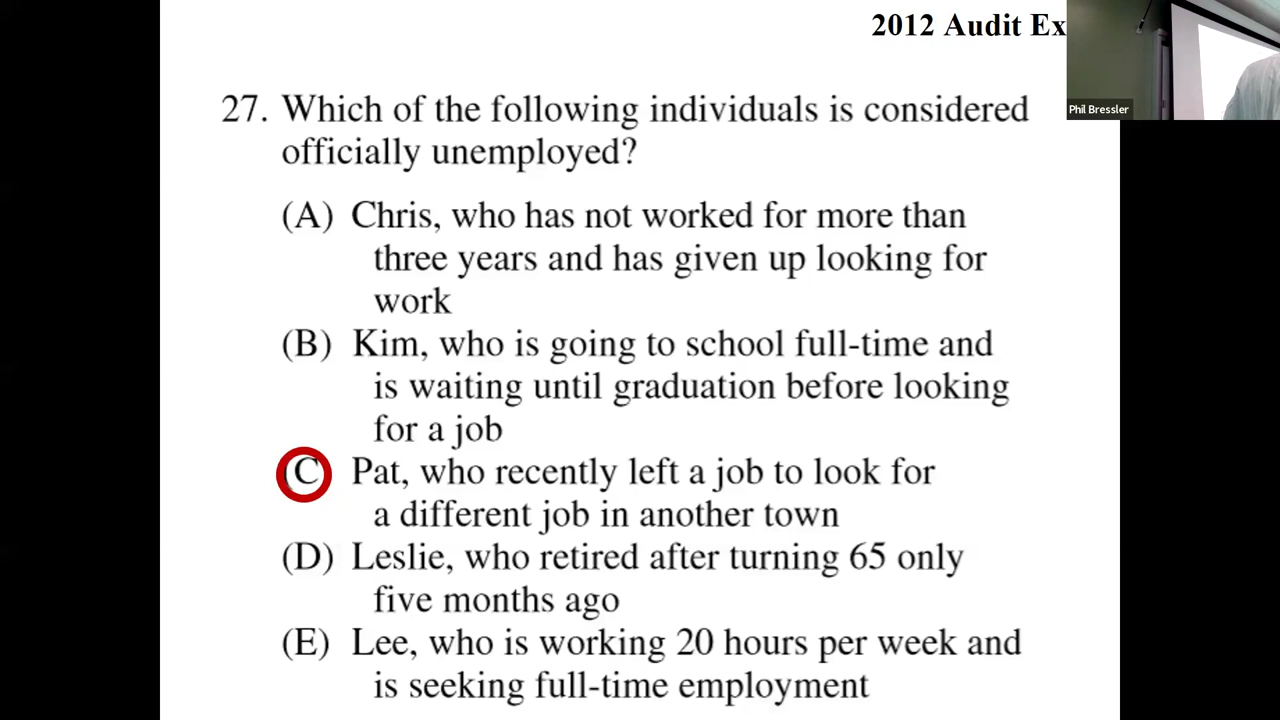 2012 Audit Ex
Phil Bressler
27. Which of the following individuals is considered
officially unemployed?
(A) Chris, who has not worked for more than
three years and has given up looking for
work
(B) Kim, who is going to school full-time and
is waiting until graduation before looking
for a job
(C Pat, who recently left a job to look for
a different job in another town
(D) Leslie, who retired after turning 65 only
five months ago
(E) Lee, who is working 20 hours per week and
is seeking full-time employment